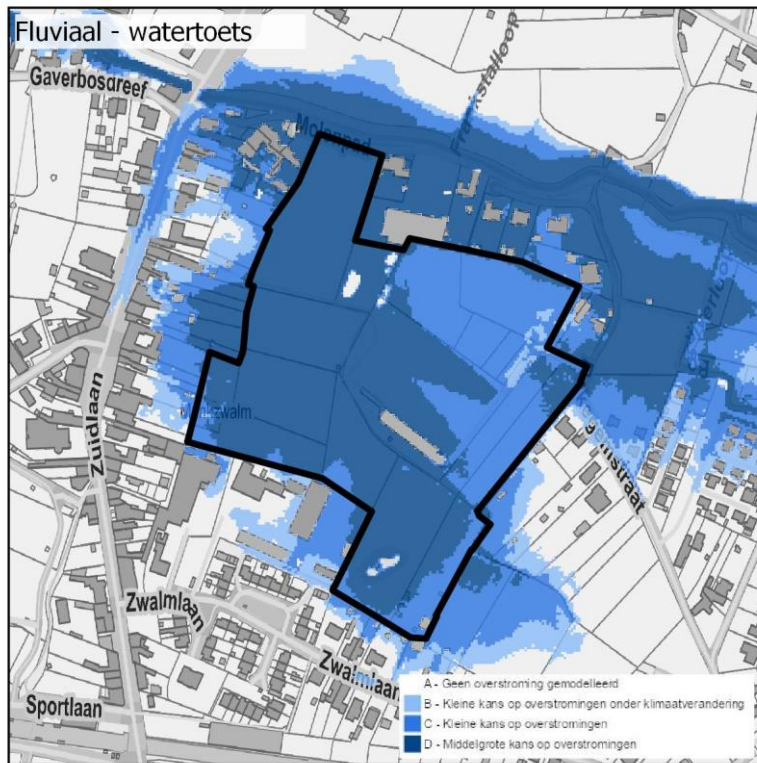 Fluviaal - watertoets
Gaverbosdreef
Molenpad
Zuidlaan
Zwalmlaan
Zwalmlaan
Sportlaan
A - Geen overstroming gemodelleerd
B - Kleine kans op overstromingen onder klimaatverandering
C - Kleine kans op overstromingen
D - Middelgrote kans op overstromingen